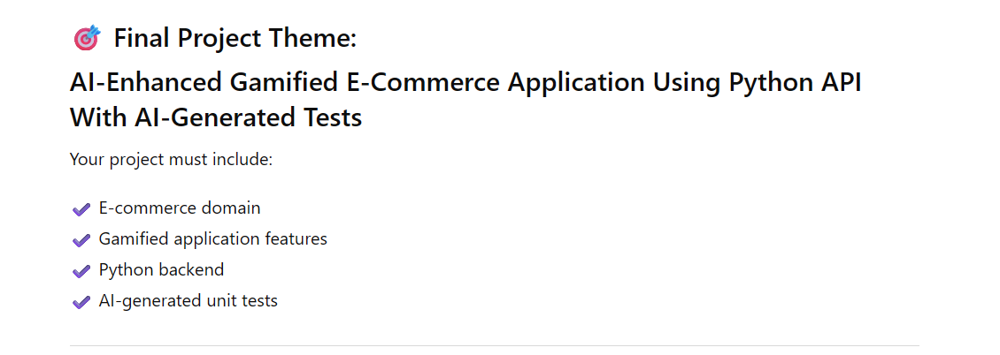 🎯 Final Project Theme:
AI-Enhanced Gamified E-Commerce Application Using Python API
With AI-Generated Tests
Your project must include:
✔ E-commerce domain
✔ Gamified application features
✔ Python backend
✔ AI-generated unit tests